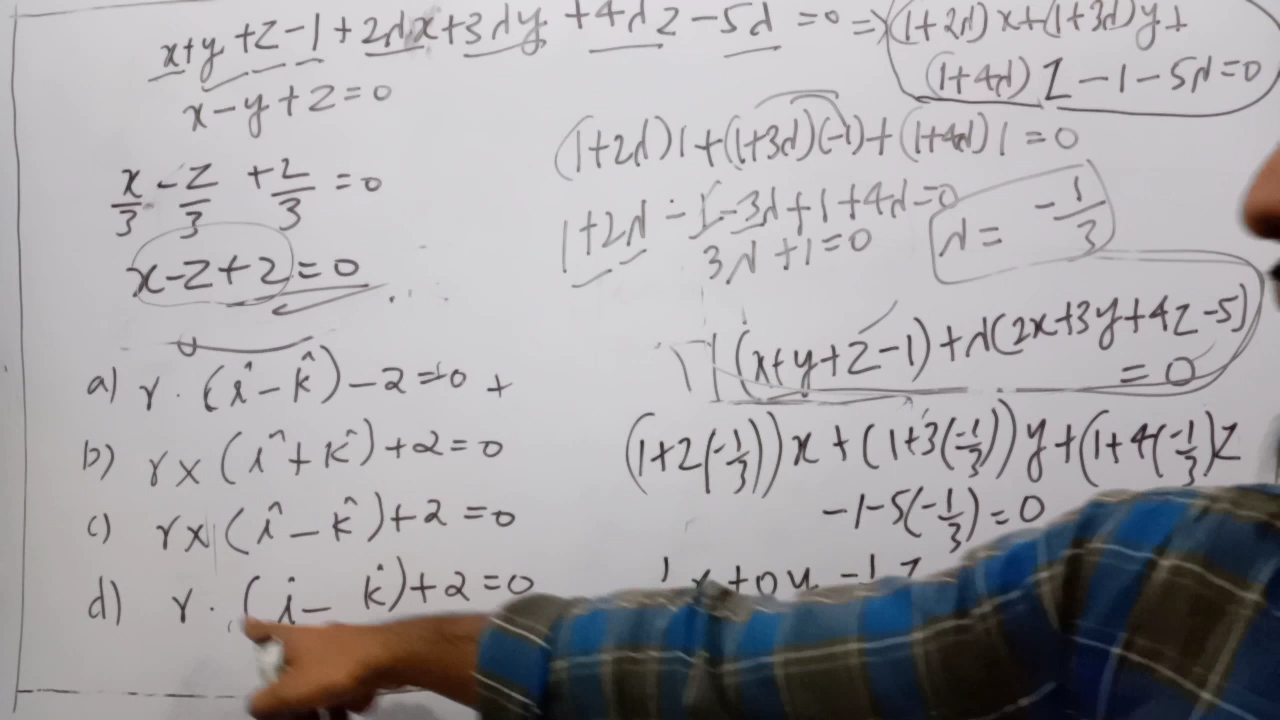 x+y+z-1+2λx+3λy+4λz-5λ=0 ⇒ (1+2λ)x+(1+3λ)y+
(1+4λ)z-1-5λ=0
x-y+z=0
(1+2λ)1+(1+3λ)(-1)+(1+4λ)1=0
x/3-z/3+2/3=0
1+2λ-1-3λ+1+4λ=0
3λ+1=0
λ=-1/3
x-z+2=0
(x+y+z-1)+λ(2x+3y+4z-5)
=0
a) r.(î-k̂)-2=0
b) r×(î+k̂)+2=0
c) r×(î-k̂)+2=0
d) r.(î-k̂)+2=0
(1+2(-1/3))x+(1+3(-1/3))y+(1+4(-1/3)z
-1-5(-1/3)=0
x+0y-1z